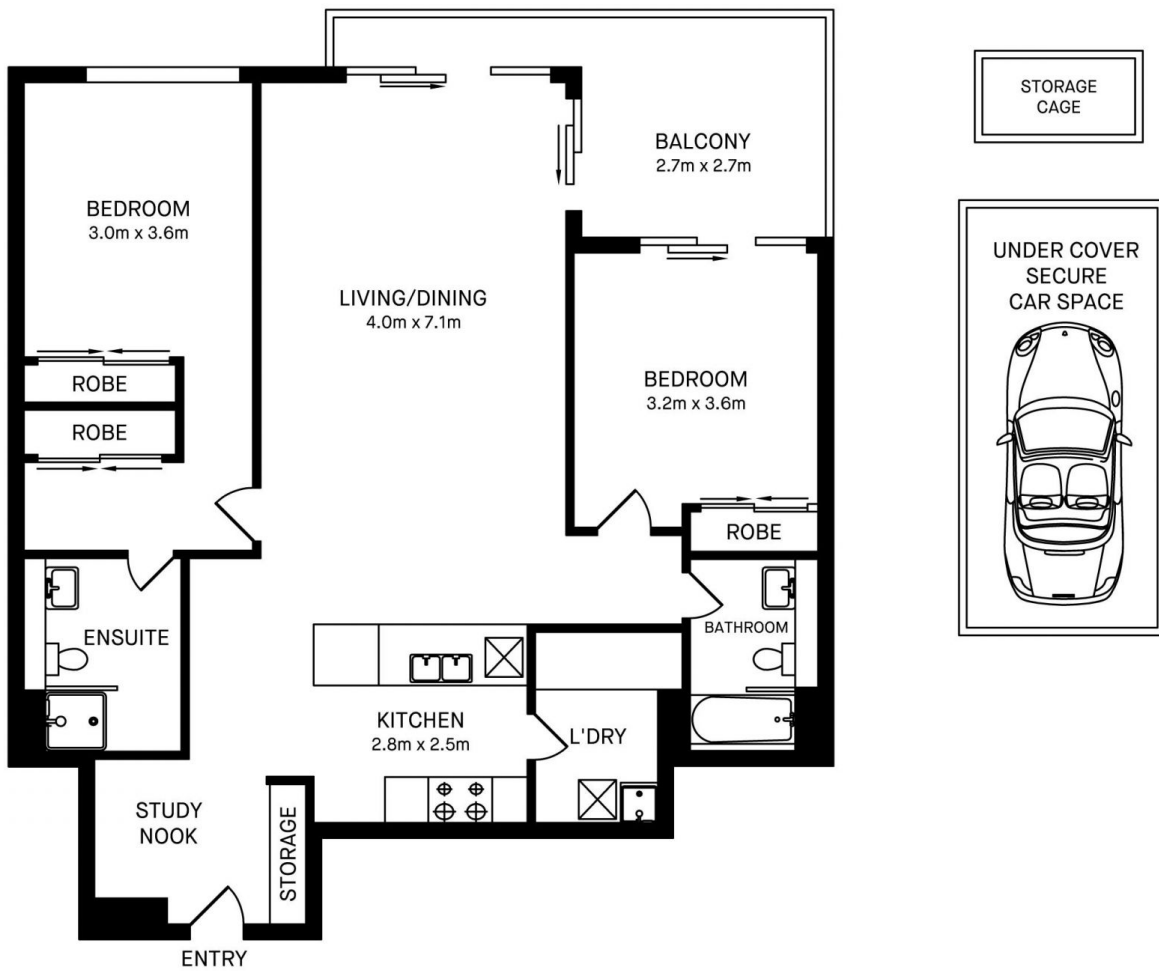 STORAGE
CAGE
BALCONY
2.7m x 2.7m
BEDROOM
3.0m x 3.6m
UNDER COVER
SECURE
CAR SPACE
LIVING/DINING
4.0m x 7.1m
ROBE
BEDROOM
3.2m x 3.6m
ROBE
ROBE
ENSUITE
BATHROOM
KITCHEN
2.8m x 2.5m
L'DRY
STUDY
NOOK
STORAGE
ENTRY